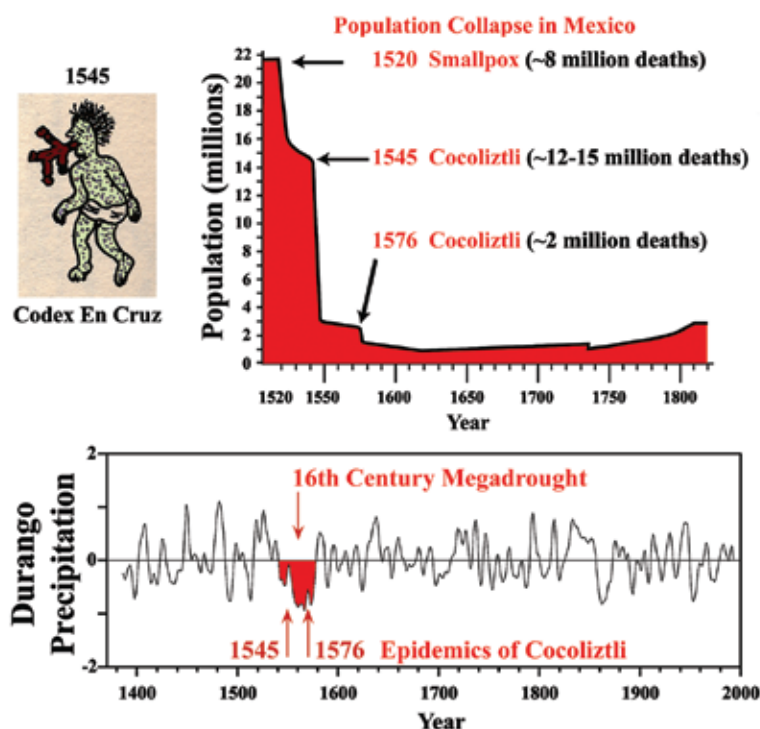 Population Collapse in Mexico
1545
Codex En Cruz
Population (millions)
22
20
18
16
14
12
10
8
6
4
2
0
1520 Smallpox (~8 million deaths)
1545 Cocoliztli (~12-15 million deaths)
1576 Cocoliztli (~2 million deaths)
1520 1550 1600 1650 1700 1750 1800
Year
Durango
Precipitation
2
1
0
-1
-2
16th Century Megadrought
1545 1576 Epidemics of Cocoliztli
1400 1500 1600 1700 1800 1900 2000
Year